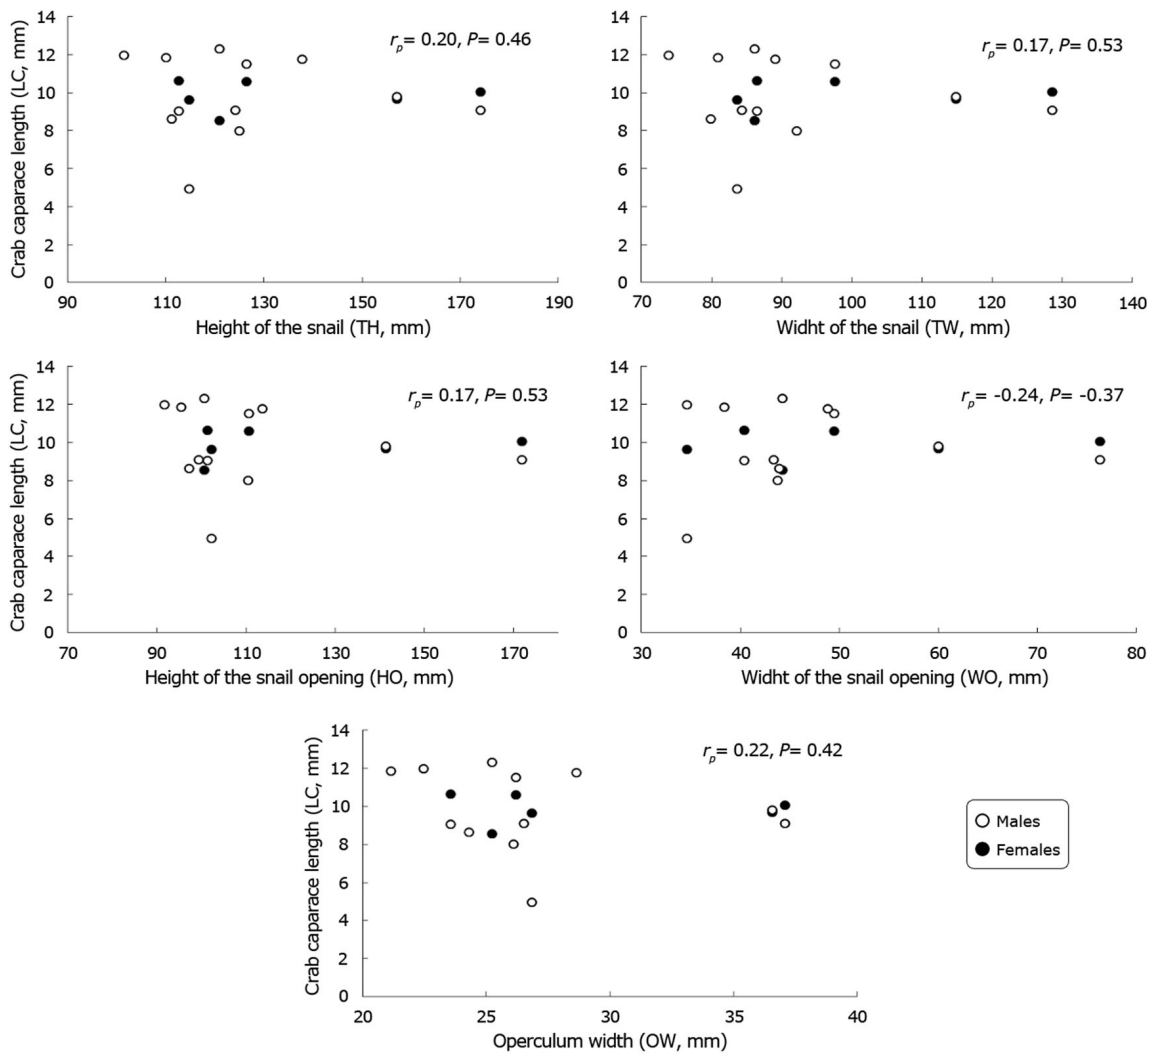 Crab caparace length (LC, mm)
14
12
10
8
6
4
2
0
r_p= 0.20, P= 0.46
90 110 130 150 170 190
Height of the snail (TH, mm)
r_p= 0.17, P= 0.53
14
12
10
8
6
4
2
0
70 80 90 100 110 120 130 140
Widht of the snail (TW, mm)
Crab caparace length (LC, mm)
14
12
10
8
6
4
2
0
r_p= 0.17, P= 0.53
70 90 110 130 150 170
Height of the snail opening (HO, mm)
14
12
10
8
6
4
2
0
r_p= -0.24, P= -0.37
30 40 50 60 70 80
Widht of the snail opening (WO, mm)
Crab caparace length (LC, mm)
14
12
10
8
6
4
2
0
r_p= 0.22, P= 0.42
20 25 30 35 40
Operculum width (OW, mm)
Males
Females